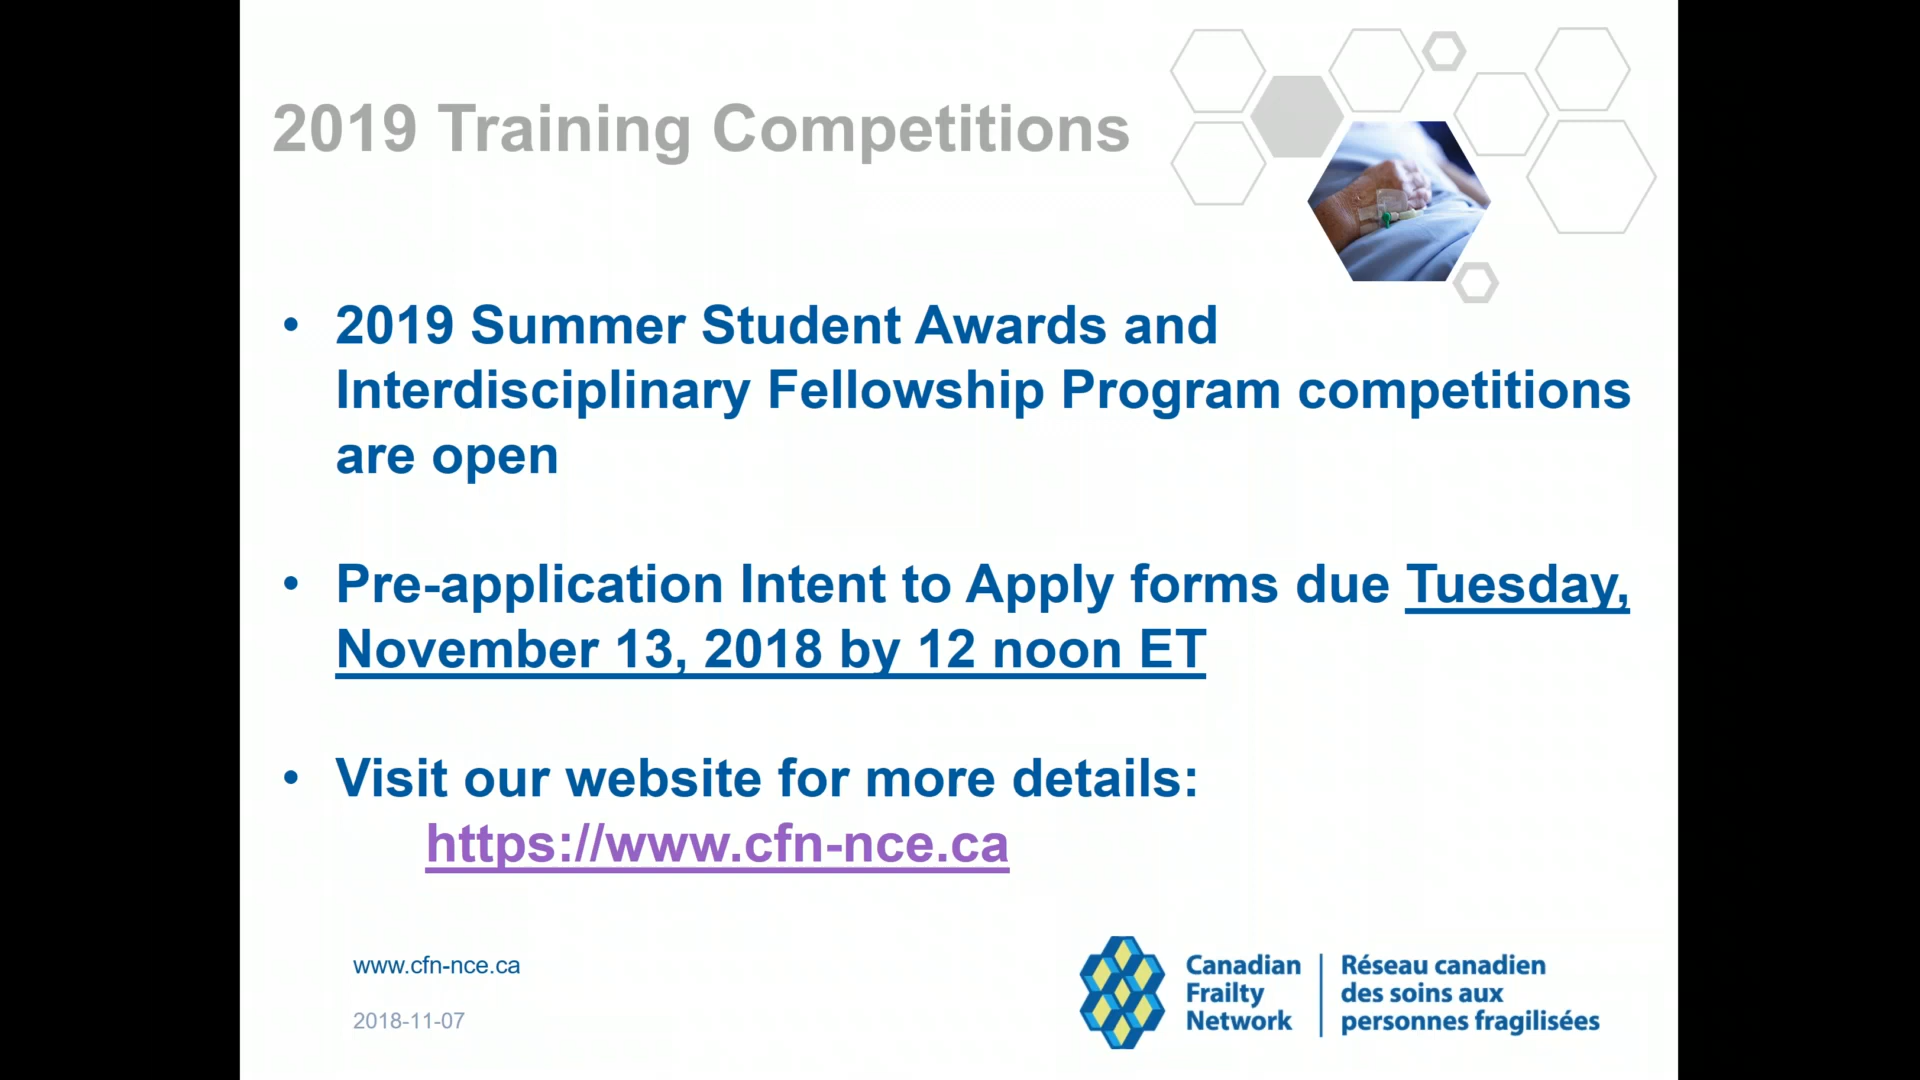 2019 Training Competitions
• 2019 Summer Student Awards and
Interdisciplinary Fellowship Program competitions
are open
• Pre-application Intent to Apply forms due Tuesday,
November 13, 2018 by 12 noon ET
• Visit our website for more details:
https://www.cfn-nce.ca
www.cfn-nce.ca
2018-11-07
Canadian
Frailty
Network
Réseau canadien
des soins aux
personnes fragilisées